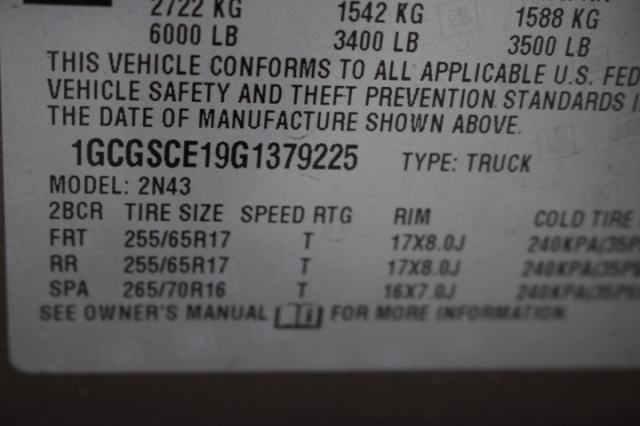 2722 KG 1542 KG 1588 KG
6000 LB 3400 LB 3500 LB
THIS VEHICLE CONFORMS TO ALL APPLICABLE U.S. FED
VEHICLE SAFETY AND THEFT PREVENTION STANDARDS I
THE DATE OF MANUFACTURE SHOWN ABOVE.
1GCGSCE19G1379225 TYPE: TRUCK
MODEL: 2N43
2BCR TIRE SIZE SPEED RTG RIM COLD TIRE
FRT 255/65R17 T 17X8.0J 240KPA(35P
RR 255/65R17 T 17X8.0J 240KPA(35P
SPA 265/70R16 T 16X7.0J 240KPA(35P
SEE OWNER'S MANUAL FOR MORE INFORMATION